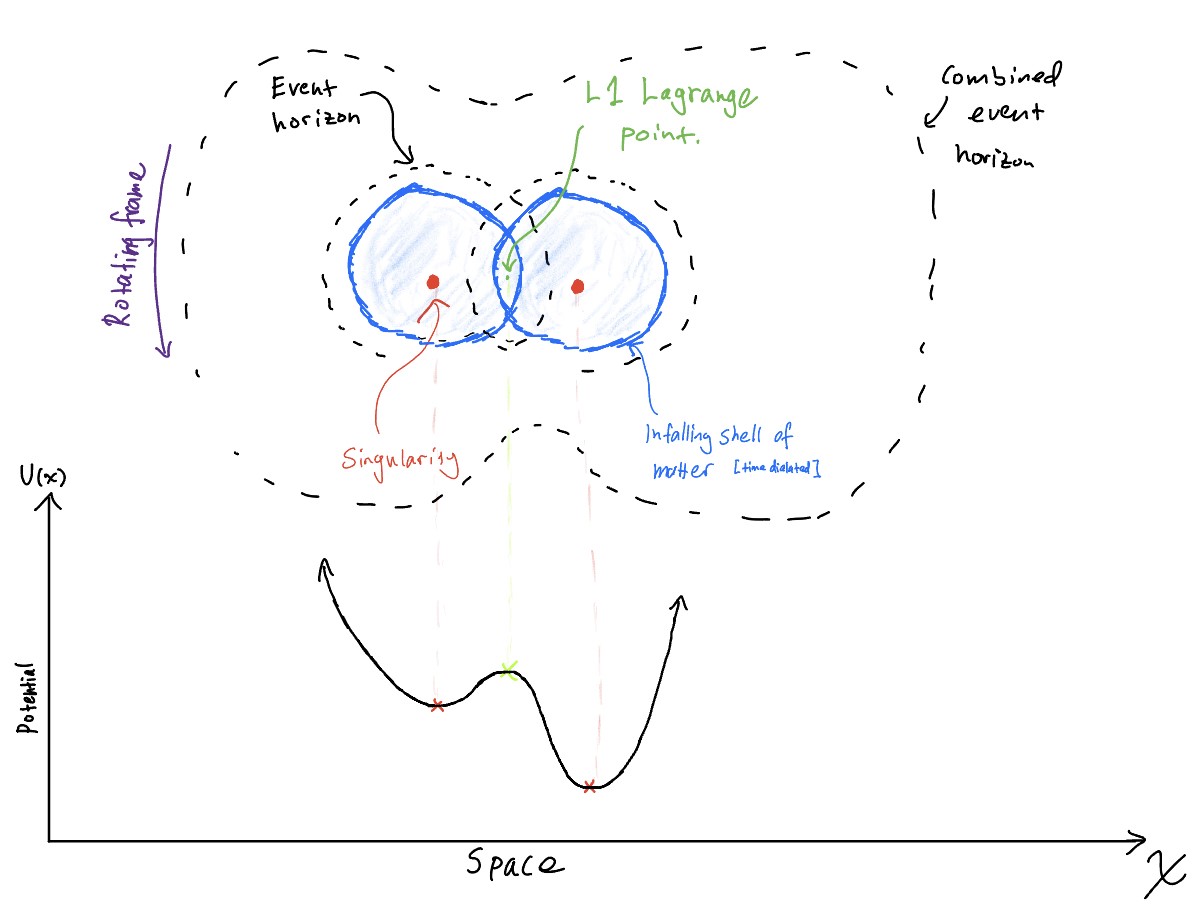 Event
horizon
L1 Lagrange
point.
Combined
event
horizon
Rotating frame
Singularity
Infalling shell of
matter [time dialated]
U(x)
Potential
Space
x